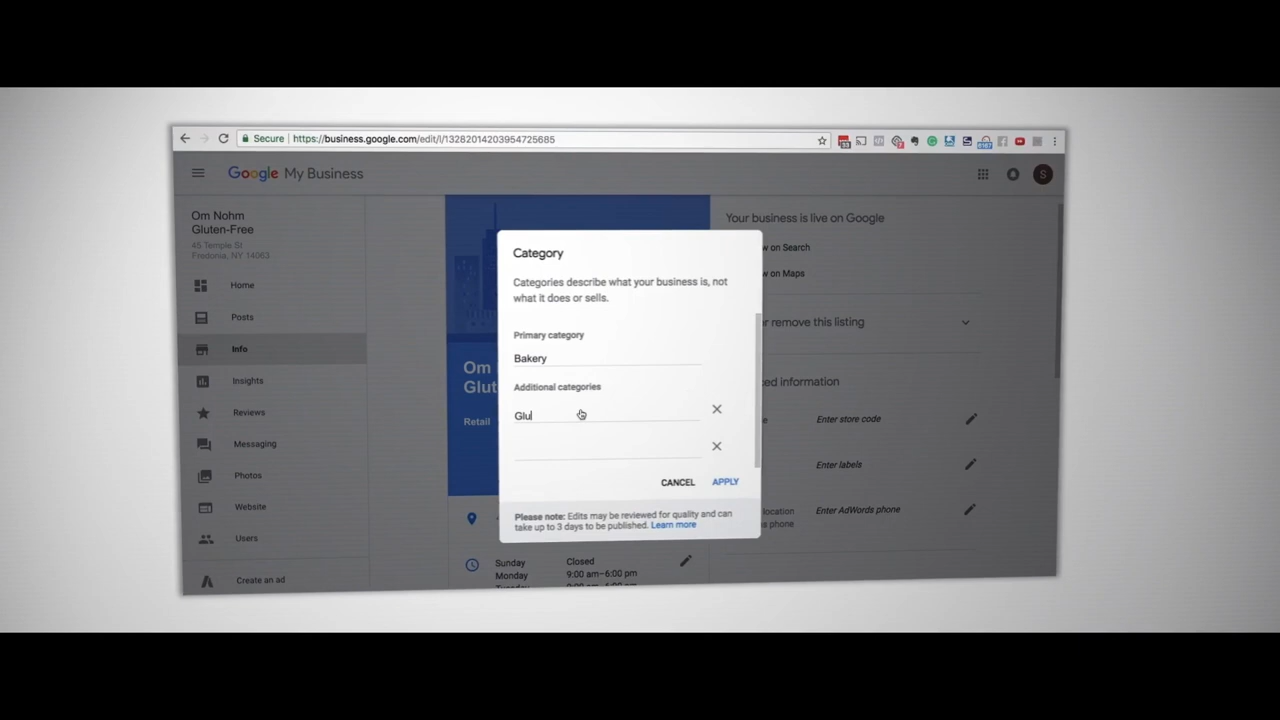 Secure | https://business.google.com/edit/l/13282014203954725685
Google My Business
S
Om Nohm
Gluten-Free
45 Temple St
Fredonia, NY 14063
Home
Posts
Info
Insights
Reviews
Messaging
Photos
Website
Users
Create an ad
Om
Glut
Retail
Sunday Closed
Monday 9:00 am–6:00 pm
Category
Categories describe what your business is, not
what it does or sells.
Primary category
Bakery
Additional categories
Glu
CANCEL APPLY
Please note: Edits may be reviewed for quality and can
take up to 3 days to be published. Learn more
Your business is live on Google
w on Search
w on Maps
r remove this listing
ed information
Enter store code
Enter labels
location
phone
Enter AdWords phone